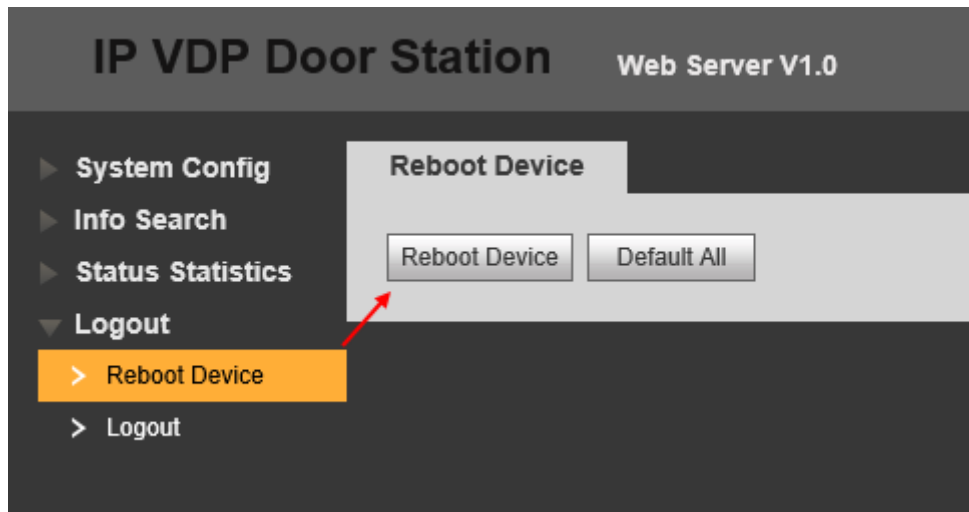 IP VDP Door Station Web Server V1.0
System Config
Info Search
Status Statistics
Logout
Reboot Device
Logout
Reboot Device
Reboot Device Default All